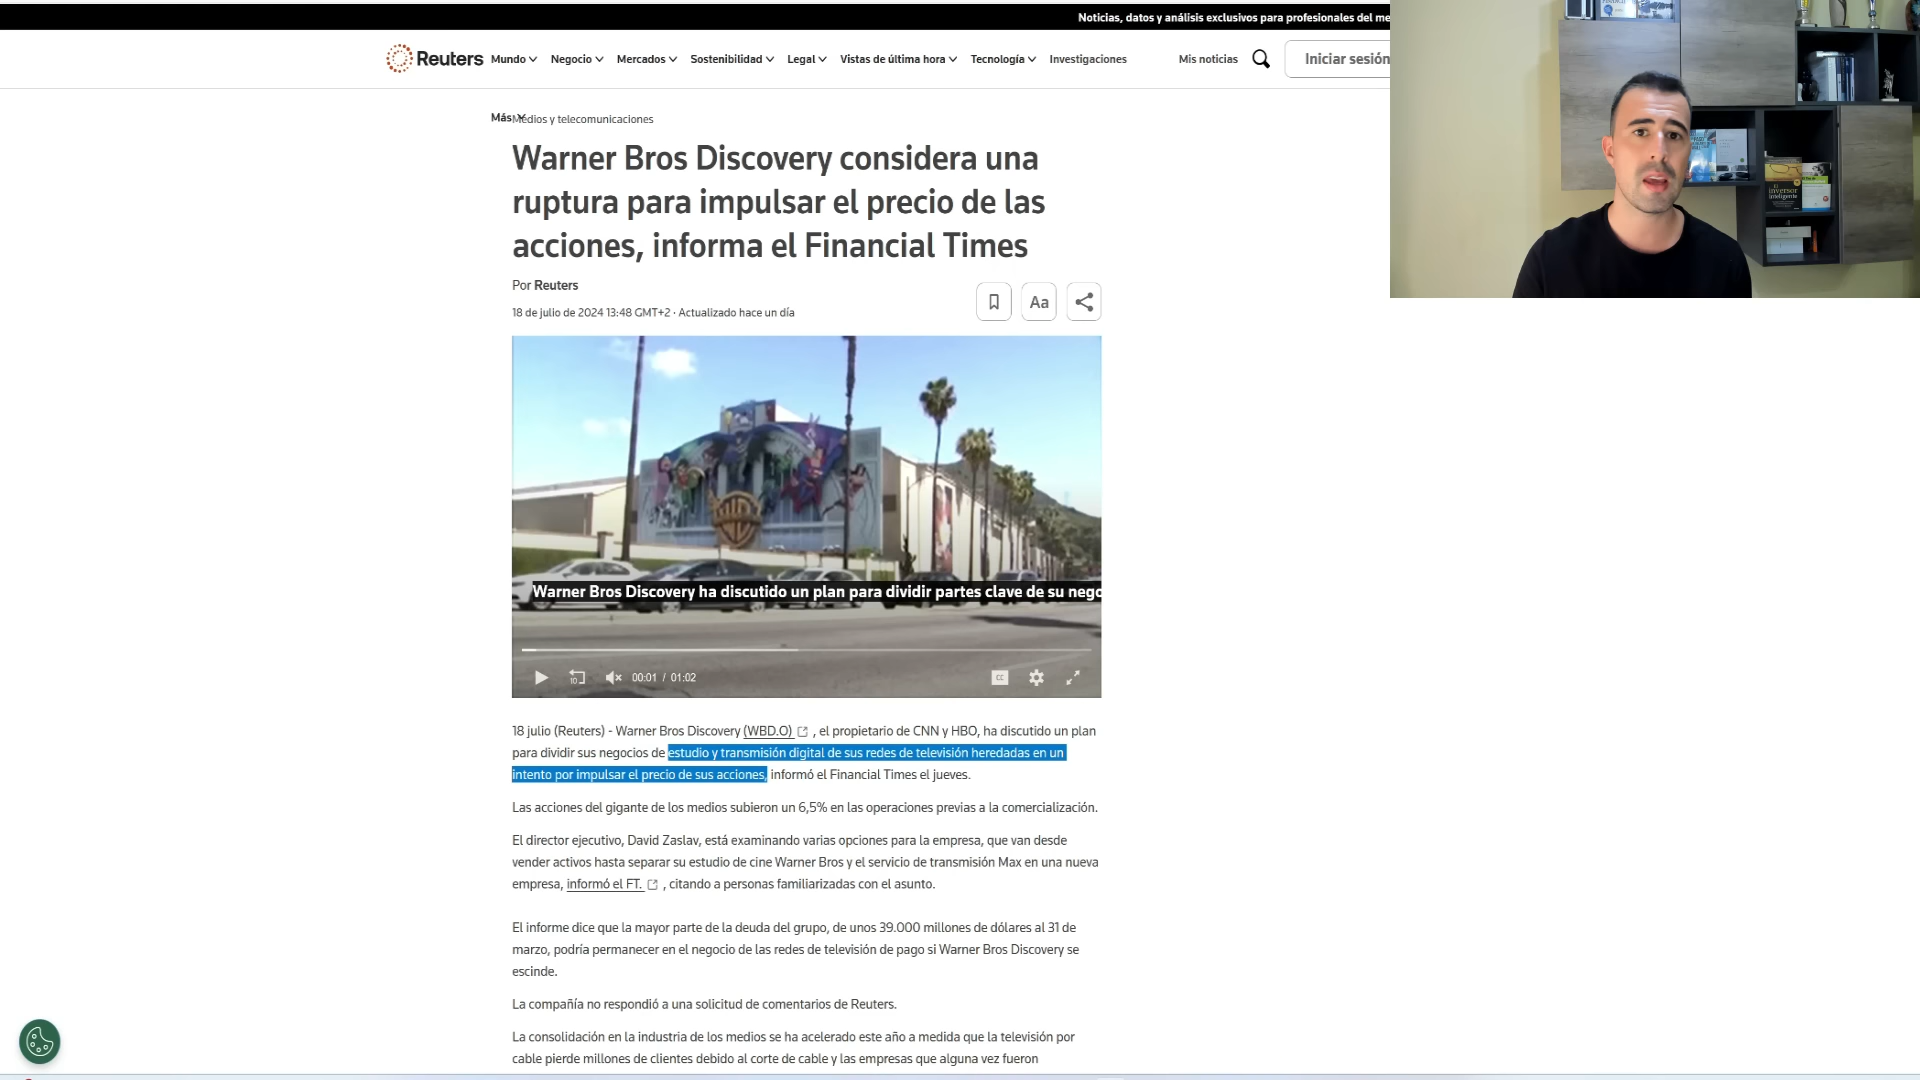 Noticias, datos y análisis exclusivos para profesionales del me
Reuters Mundo Negocio Mercados Sostenibilidad Legal Vistas de última hora Tecnología Investigaciones Mis noticias Iniciar sesión
Más
Medios y telecomunicaciones
Warner Bros Discovery considera una
ruptura para impulsar el precio de las
acciones, informa el Financial Times
Por Reuters
18 de julio de 2024 13:48 GMT+2 · Actualizado hace un día
Aa
Warner Bros Discovery ha discutido un plan para dividir partes clave de su nego
10
00:01 / 01:02
CC
18 julio (Reuters) - Warner Bros Discovery (WBD.O) , el propietario de CNN y HBO, ha discutido un plan
para dividir sus negocios de estudio y transmisión digital de sus redes de televisión heredadas en un
intento por impulsar el precio de sus acciones, informó el Financial Times el jueves.
Las acciones del gigante de los medios subieron un 6,5% en las operaciones previas a la comercialización.
El director ejecutivo, David Zaslav, está examinando varias opciones para la empresa, que van desde
vender activos hasta separar su estudio de cine Warner Bros y el servicio de transmisión Max en una nueva
empresa, informó el FT. , citando a personas familiarizadas con el asunto.
El informe dice que la mayor parte de la deuda del grupo, de unos 39.000 millones de dólares al 31 de
marzo, podría permanecer en el negocio de las redes de televisión de pago si Warner Bros Discovery se
escinde.
La compañía no respondió a una solicitud de comentarios de Reuters.
La consolidación en la industria de los medios se ha acelerado este año a medida que la televisión por
cable pierde millones de clientes debido al corte de cable y las empresas que alguna vez fueron
inversor
inteligente